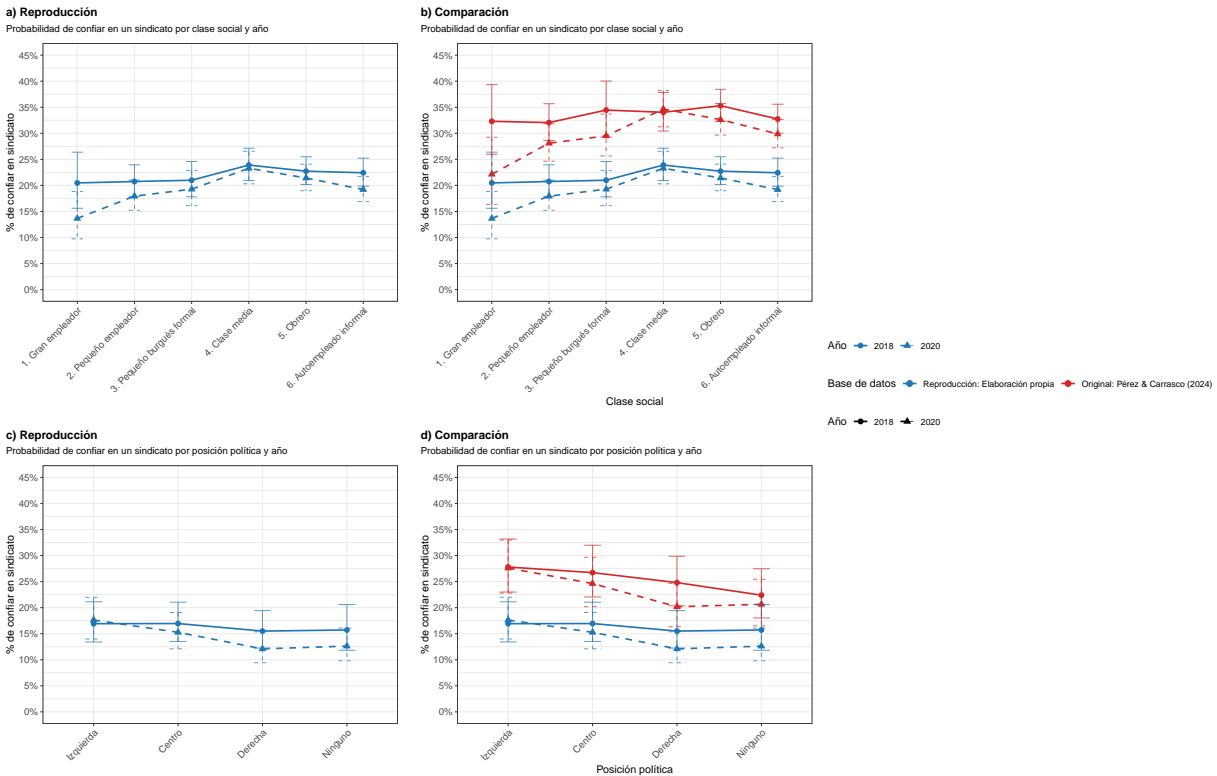 a) Reproducción
Probabilidad de confiar en un sindicato por clase social y año
% de confiar en sindicato
45%
40%
35%
30%
25%
20%
15%
10%
5%
0%
1. Gran empleador
2. Pequeño empleador
3. Pequeño burgués formal
4. Clase media
5. Obrero
6. Autoempleado informal
b) Comparación
Probabilidad de confiar en un sindicato por clase social y año
% de confiar en sindicato
45%
40%
35%
30%
25%
20%
15%
10%
5%
0%
1. Gran empleador
2. Pequeño empleador
3. Pequeño burgués formal
4. Clase media
5. Obrero
6. Autoempleado informal
Clase social
Año 2018 2020
Base de datos Reproducción: Elaboración propia Original: Pérez & Carrasco (2024)
Año 2018 2020
c) Reproducción
Probabilidad de confiar en un sindicato por posición política y año
% de confiar en sindicato
45%
40%
35%
30%
25%
20%
15%
10%
5%
0%
Izquierda
Centro
Derecha
Ninguno
d) Comparación
Probabilidad de confiar en un sindicato por posición política y año
% de confiar en sindicato
45%
40%
35%
30%
25%
20%
15%
10%
5%
0%
Izquierda
Centro
Derecha
Ninguno
Posición política